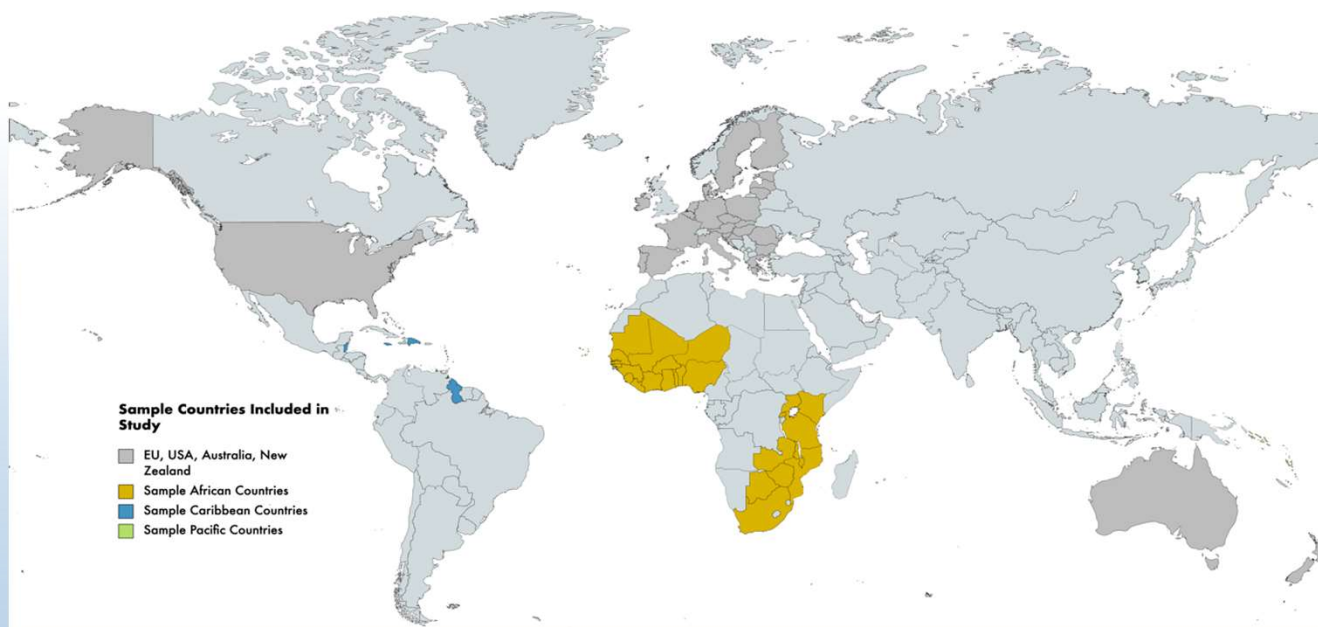 Sample Countries Included in
Study
EU, USA, Australia, New
Zealand
Sample African Countries
Sample Caribbean Countries
Sample Pacific Countries